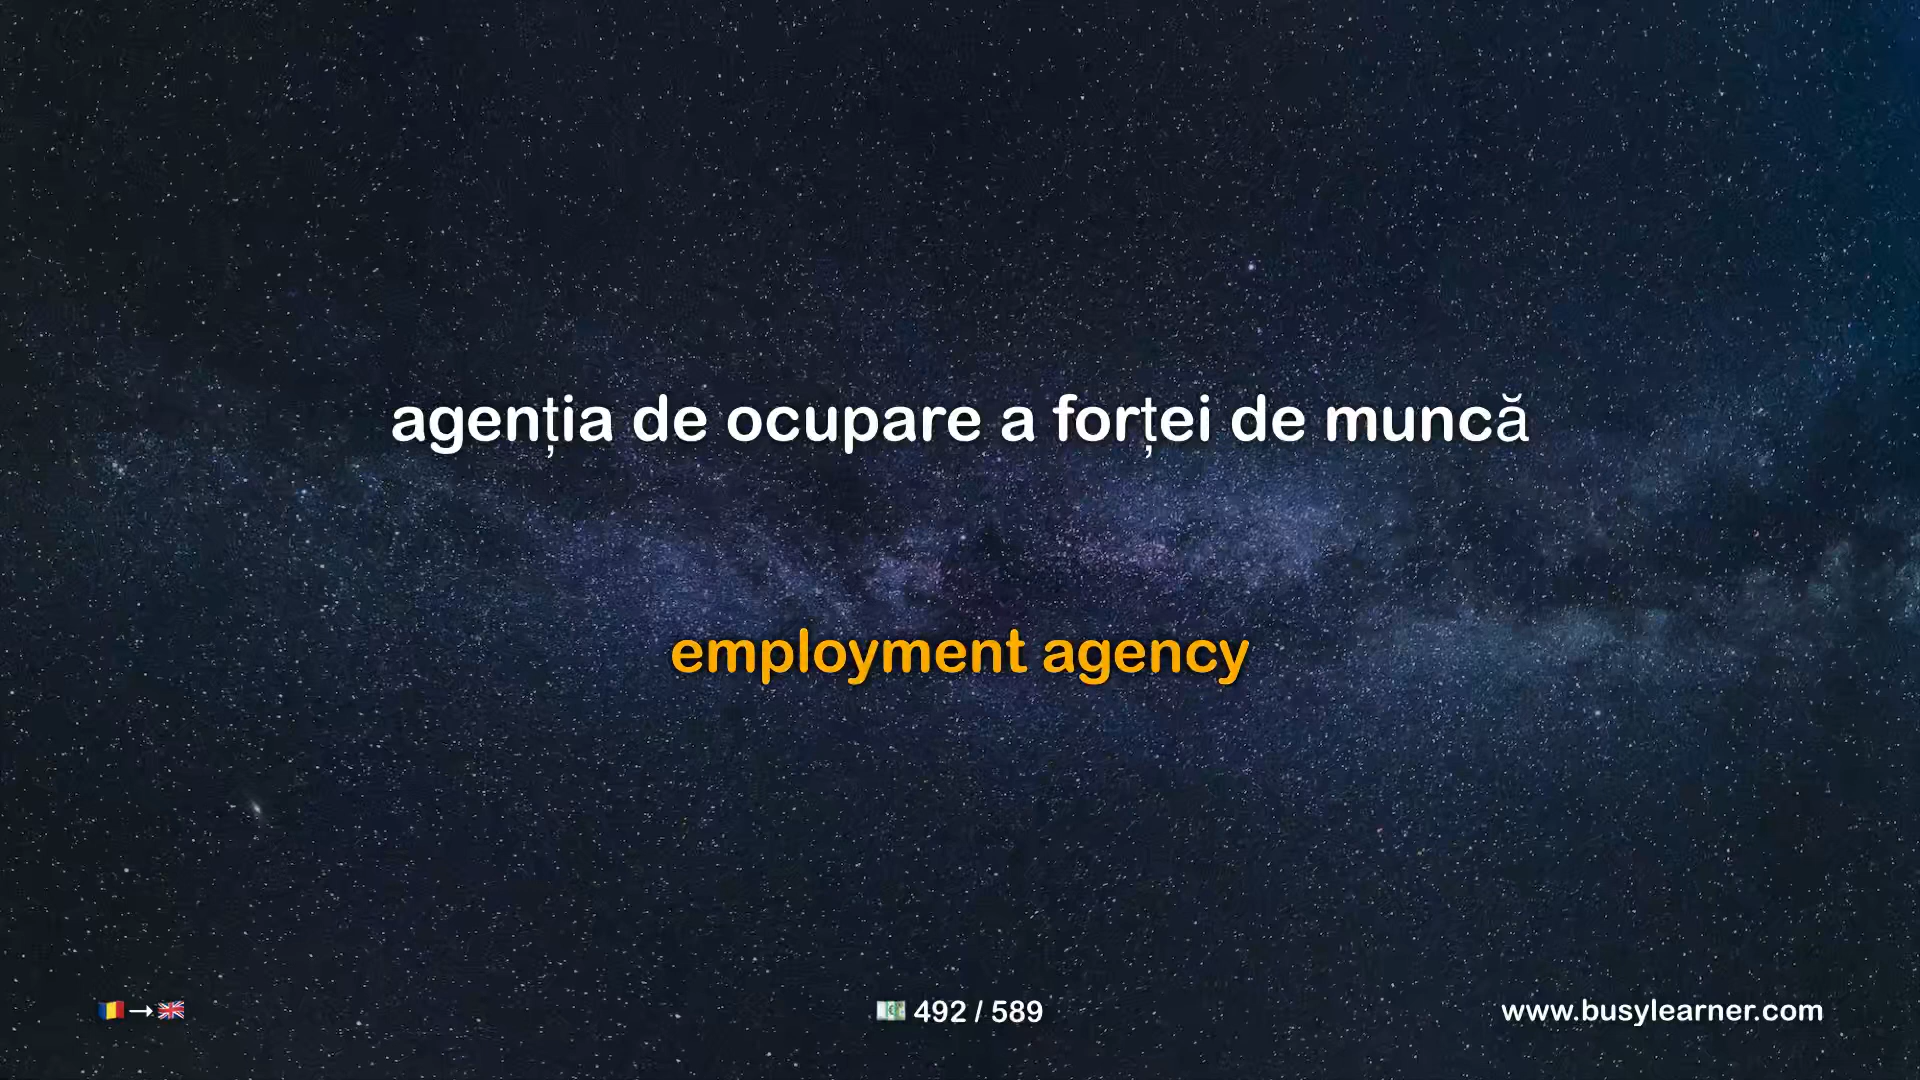 agenția de ocupare a forței de muncă
employment agency
🇷🇴→🇬🇧
💵 492 / 589
www.busylearner.com